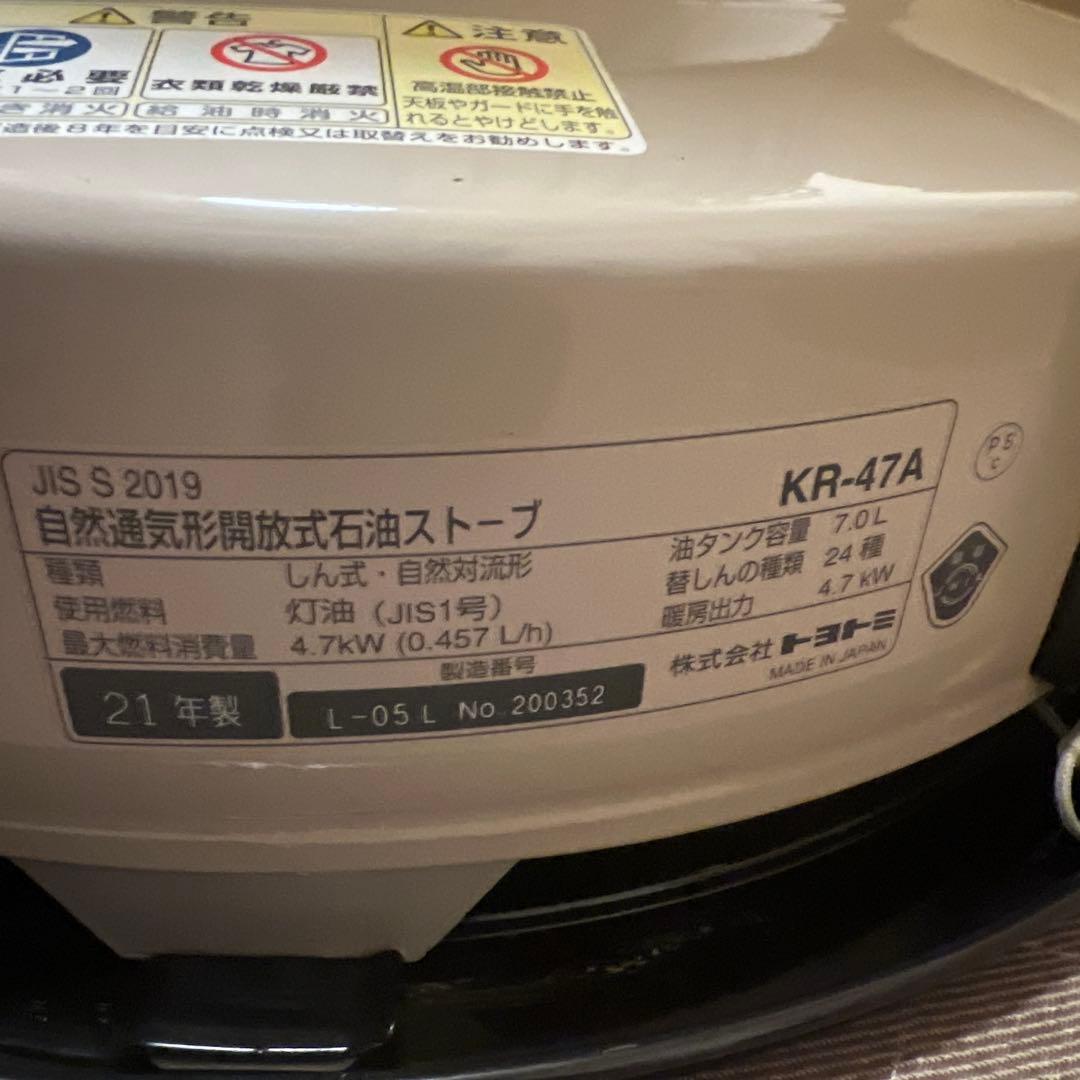 警告
注意
必要
1～2回
衣類乾燥厳禁
高温部接触禁止
天板やガードに手を触
れるとやけどします。
き消火
給油時消火
造後8年を目安に点検又は取替えをお勧めします。
JIS S 2019
KR-47A
自然通気形開放式石油ストーブ
種類 しん式・自然対流形
使用燃料 灯油(JIS1号)
最大燃料消費量 4.7kW (0.457 L/h)
油タンク容量 7.0L
替しんの種類 24種
暖房出力 4.7kW
21年製
製造番号
L-05L No.200352
株式会社トヨトミ
MADE IN JAPAN